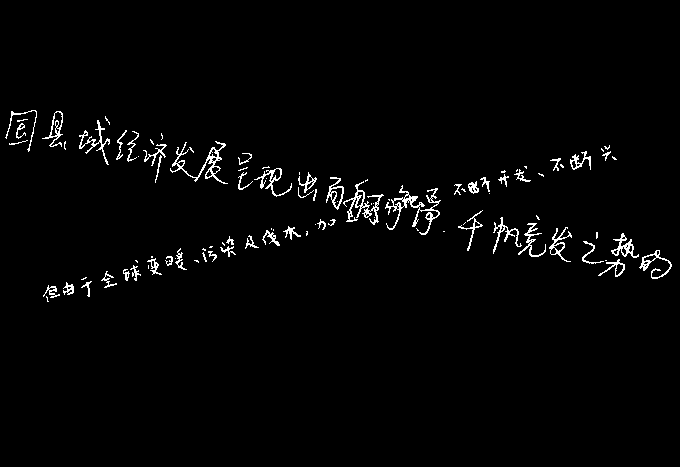 国县域经济发展呈现出百舸争流、千帆竞发之势的
但由于全球变暖、污染及伐木,加 不断开发、不断兴